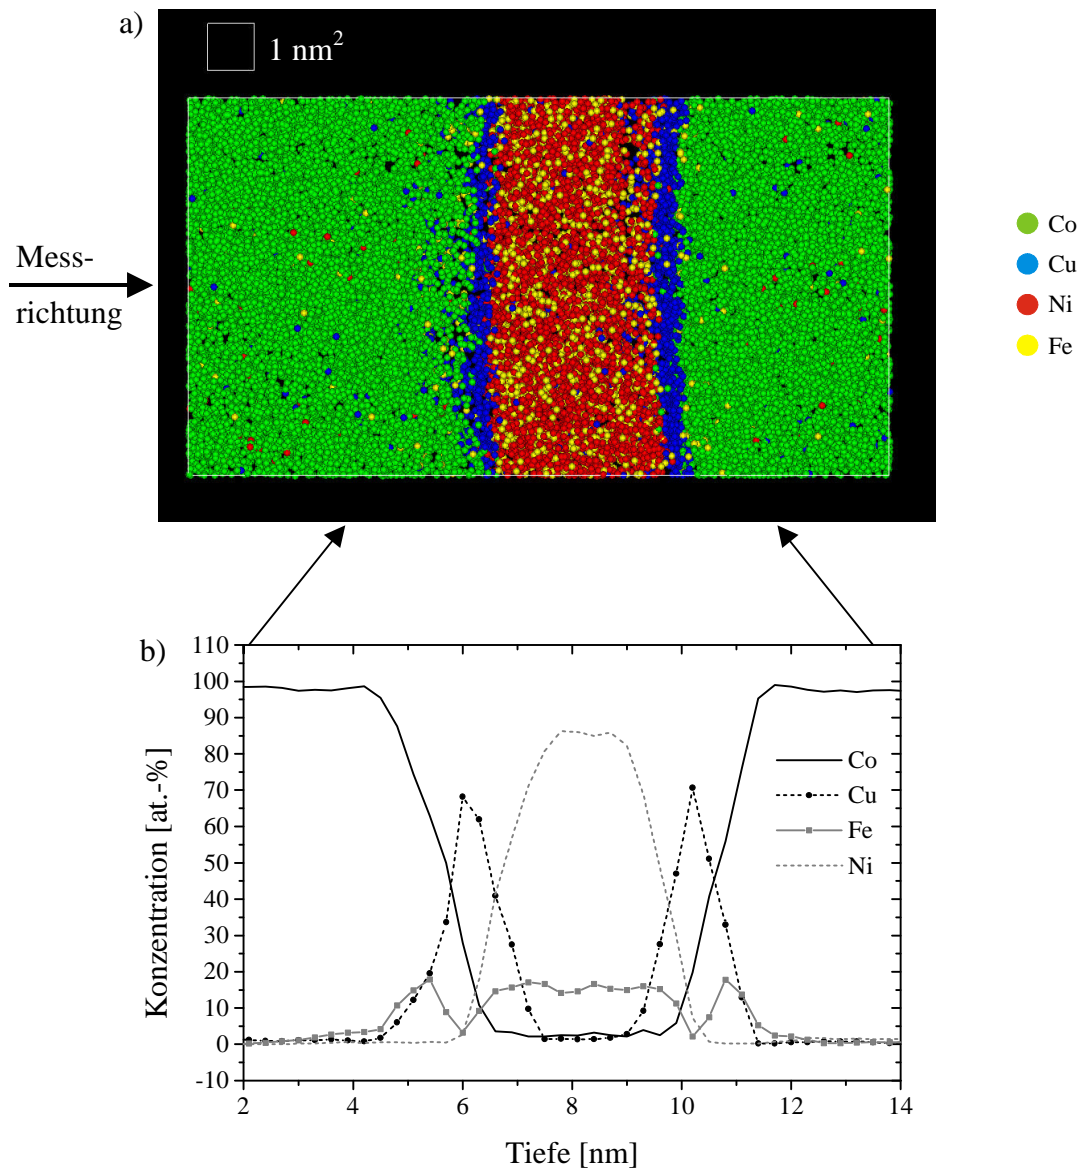 a)
1 nm²
Mess-
richtung
Co
Cu
Ni
Fe
b)
110
100
90
80
70
60
50
40
30
20
10
0
-10
Konzentration [at.-%]
Co
Cu
Fe
Ni
2
4
6
8
10
12
14
Tiefe [nm]